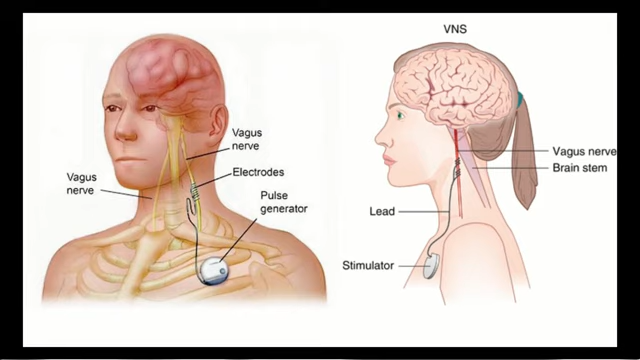 VNS
Vagus
nerve
Electrodes
Vagus
nerve
Pulse
generator
Vagus nerve
Brain stem
Lead
Stimulator